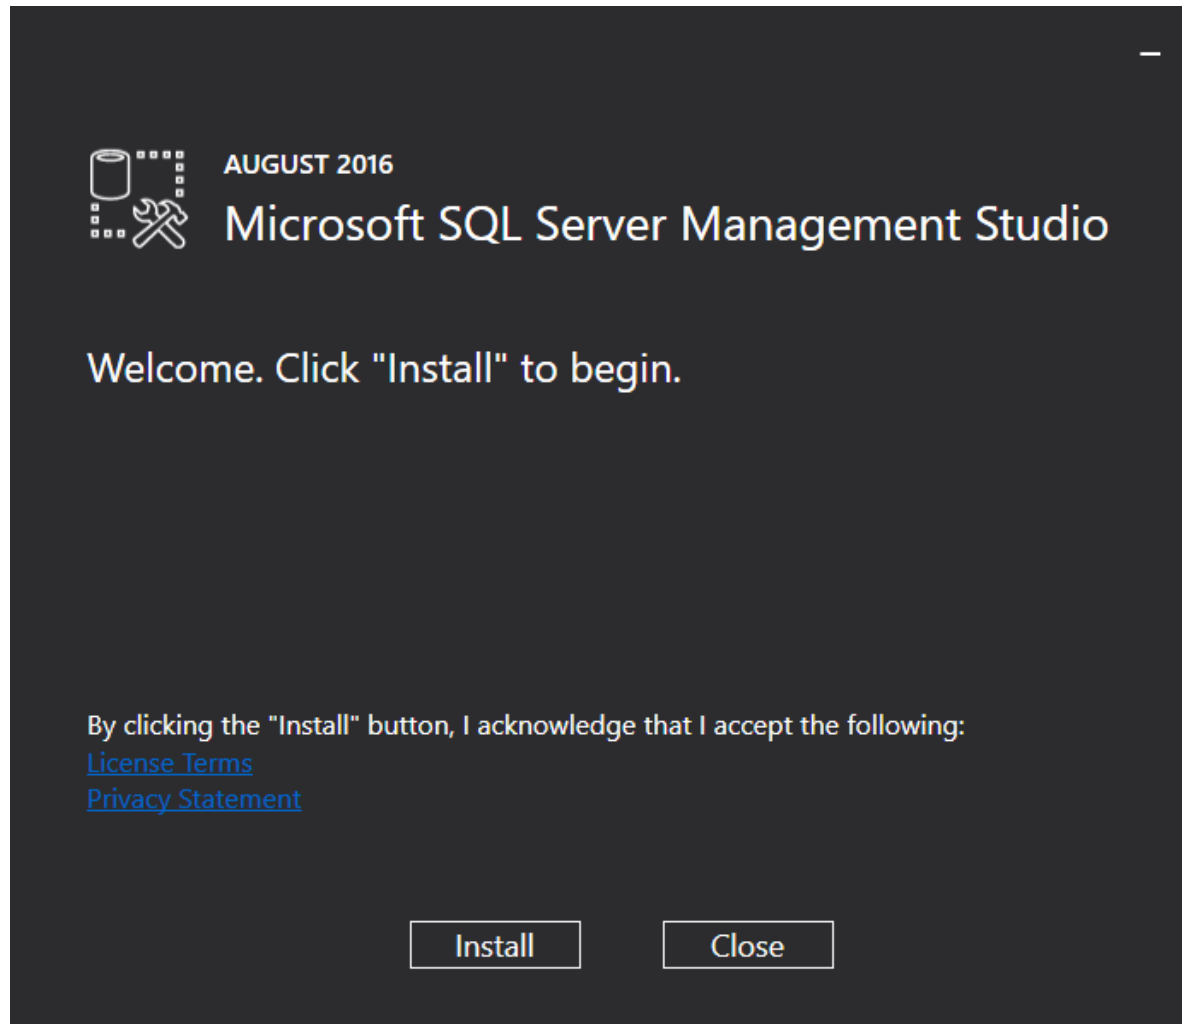 AUGUST 2016
Microsoft SQL Server Management Studio
Welcome. Click "Install" to begin.
By clicking the "Install" button, I acknowledge that I accept the following:
License Terms
Privacy Statement
Install
Close